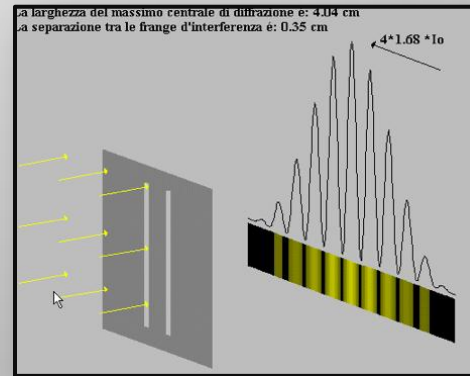 La larghezza del massimo centrale di diffrazione e: 4.04 cm
La separazione tra le frange d'interferenza é: 0.35 cm
4*1.68 *Io